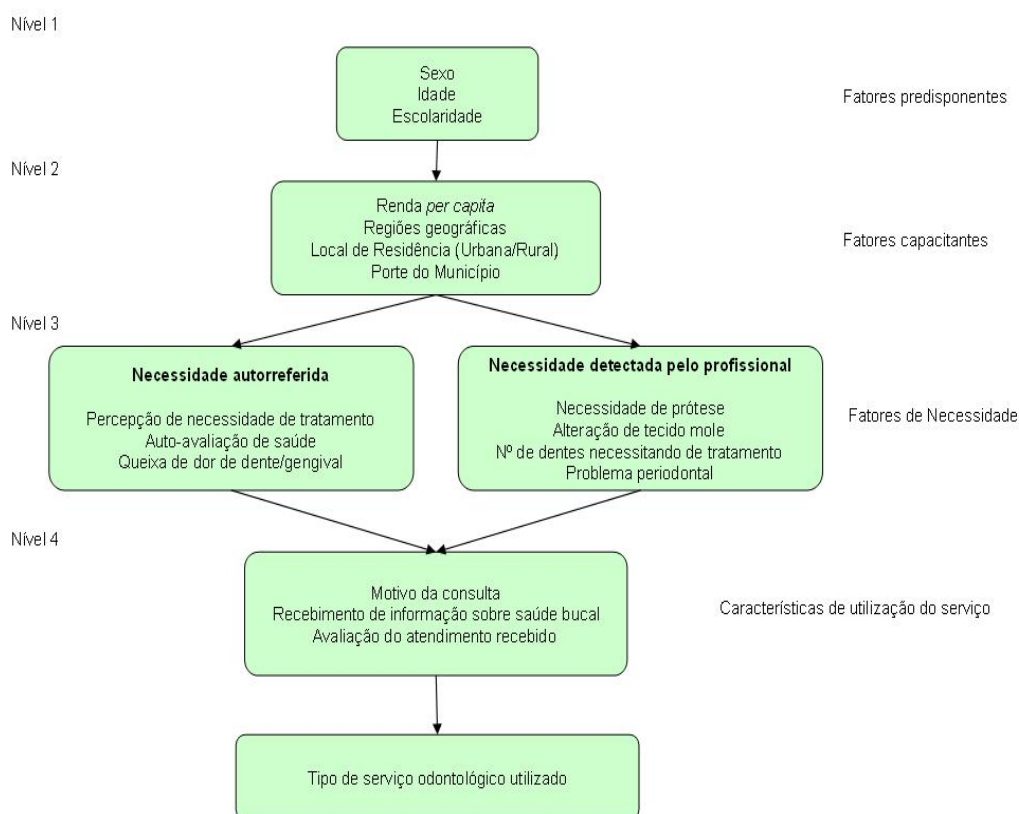 Nível 1
Sexo
Idade
Escolaridade
Fatores predisponentes
Nível 2
Renda per capita
Regiões geográficas
Local de Residência (Urbana/Rural)
Porte do Município
Fatores capacitantes
Nível 3
Necessidade autorreferida
Percepção de necessidade de tratamento
Auto-avaliação de saúde
Queixa de dor de dente/gengival
Necessidade detectada pelo profissional
Necessidade de prótese
Alteração de tecido mole
Nº de dentes necessitando de tratamento
Problema periodontal
Fatores de Necessidade
Nível 4
Motivo da consulta
Recebimento de informação sobre saúde bucal
Avaliação do atendimento recebido
Características de utilização do serviço
Tipo de serviço odontológico utilizado